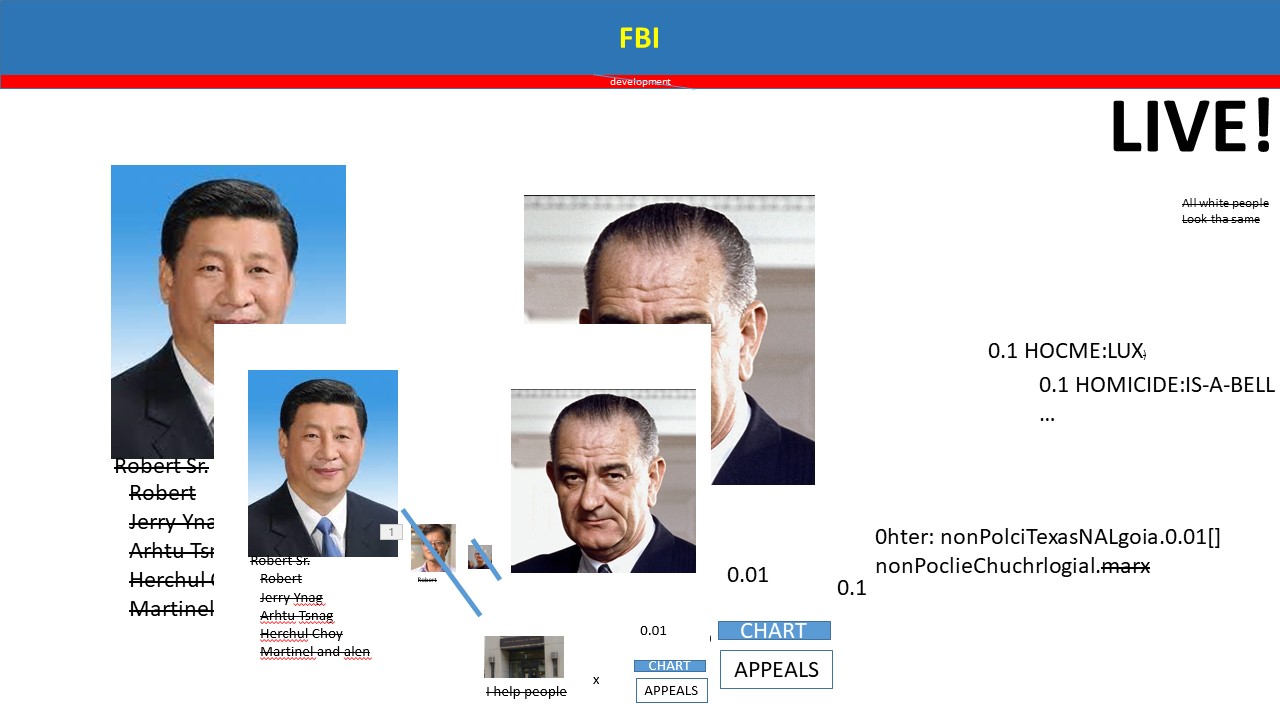 FBI
development
LIVE!
All white people
Look tha same
0.1 HOCME:LUX
0.1 HOMICIDE:IS-A-BELL
...
Robert Sr.
Robert
Jerry Yna
Arhtu Tsr
Herchul C
Martinel
1
Robert
Robert Sr.
Robert
Jerry Ynag
Arhtu Tsnag
Herchul Choy
Martinel and alen
0hter: nonPolciTexasNALgoia.0.01[]
nonPoclieChuchrlogial.marx
0.01
0.1
0.01
CHART
APPEALS
I help people
x
CHART
APPEALS